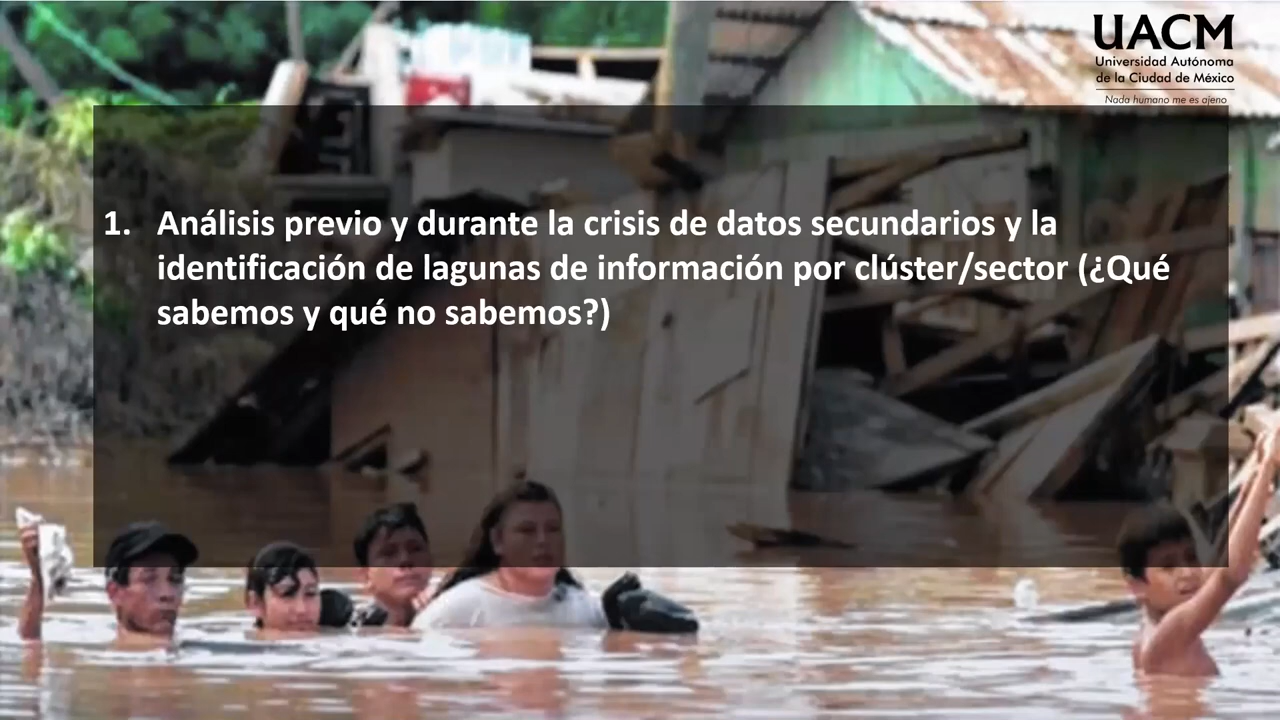 UACM
Universidad Autónoma
de la Ciudad de México
Nada humano me es ajeno
1. Análisis previo y durante la crisis de datos secundarios y la
identificación de lagunas de información por clúster/sector (¿Qué
sabemos y qué no sabemos?)